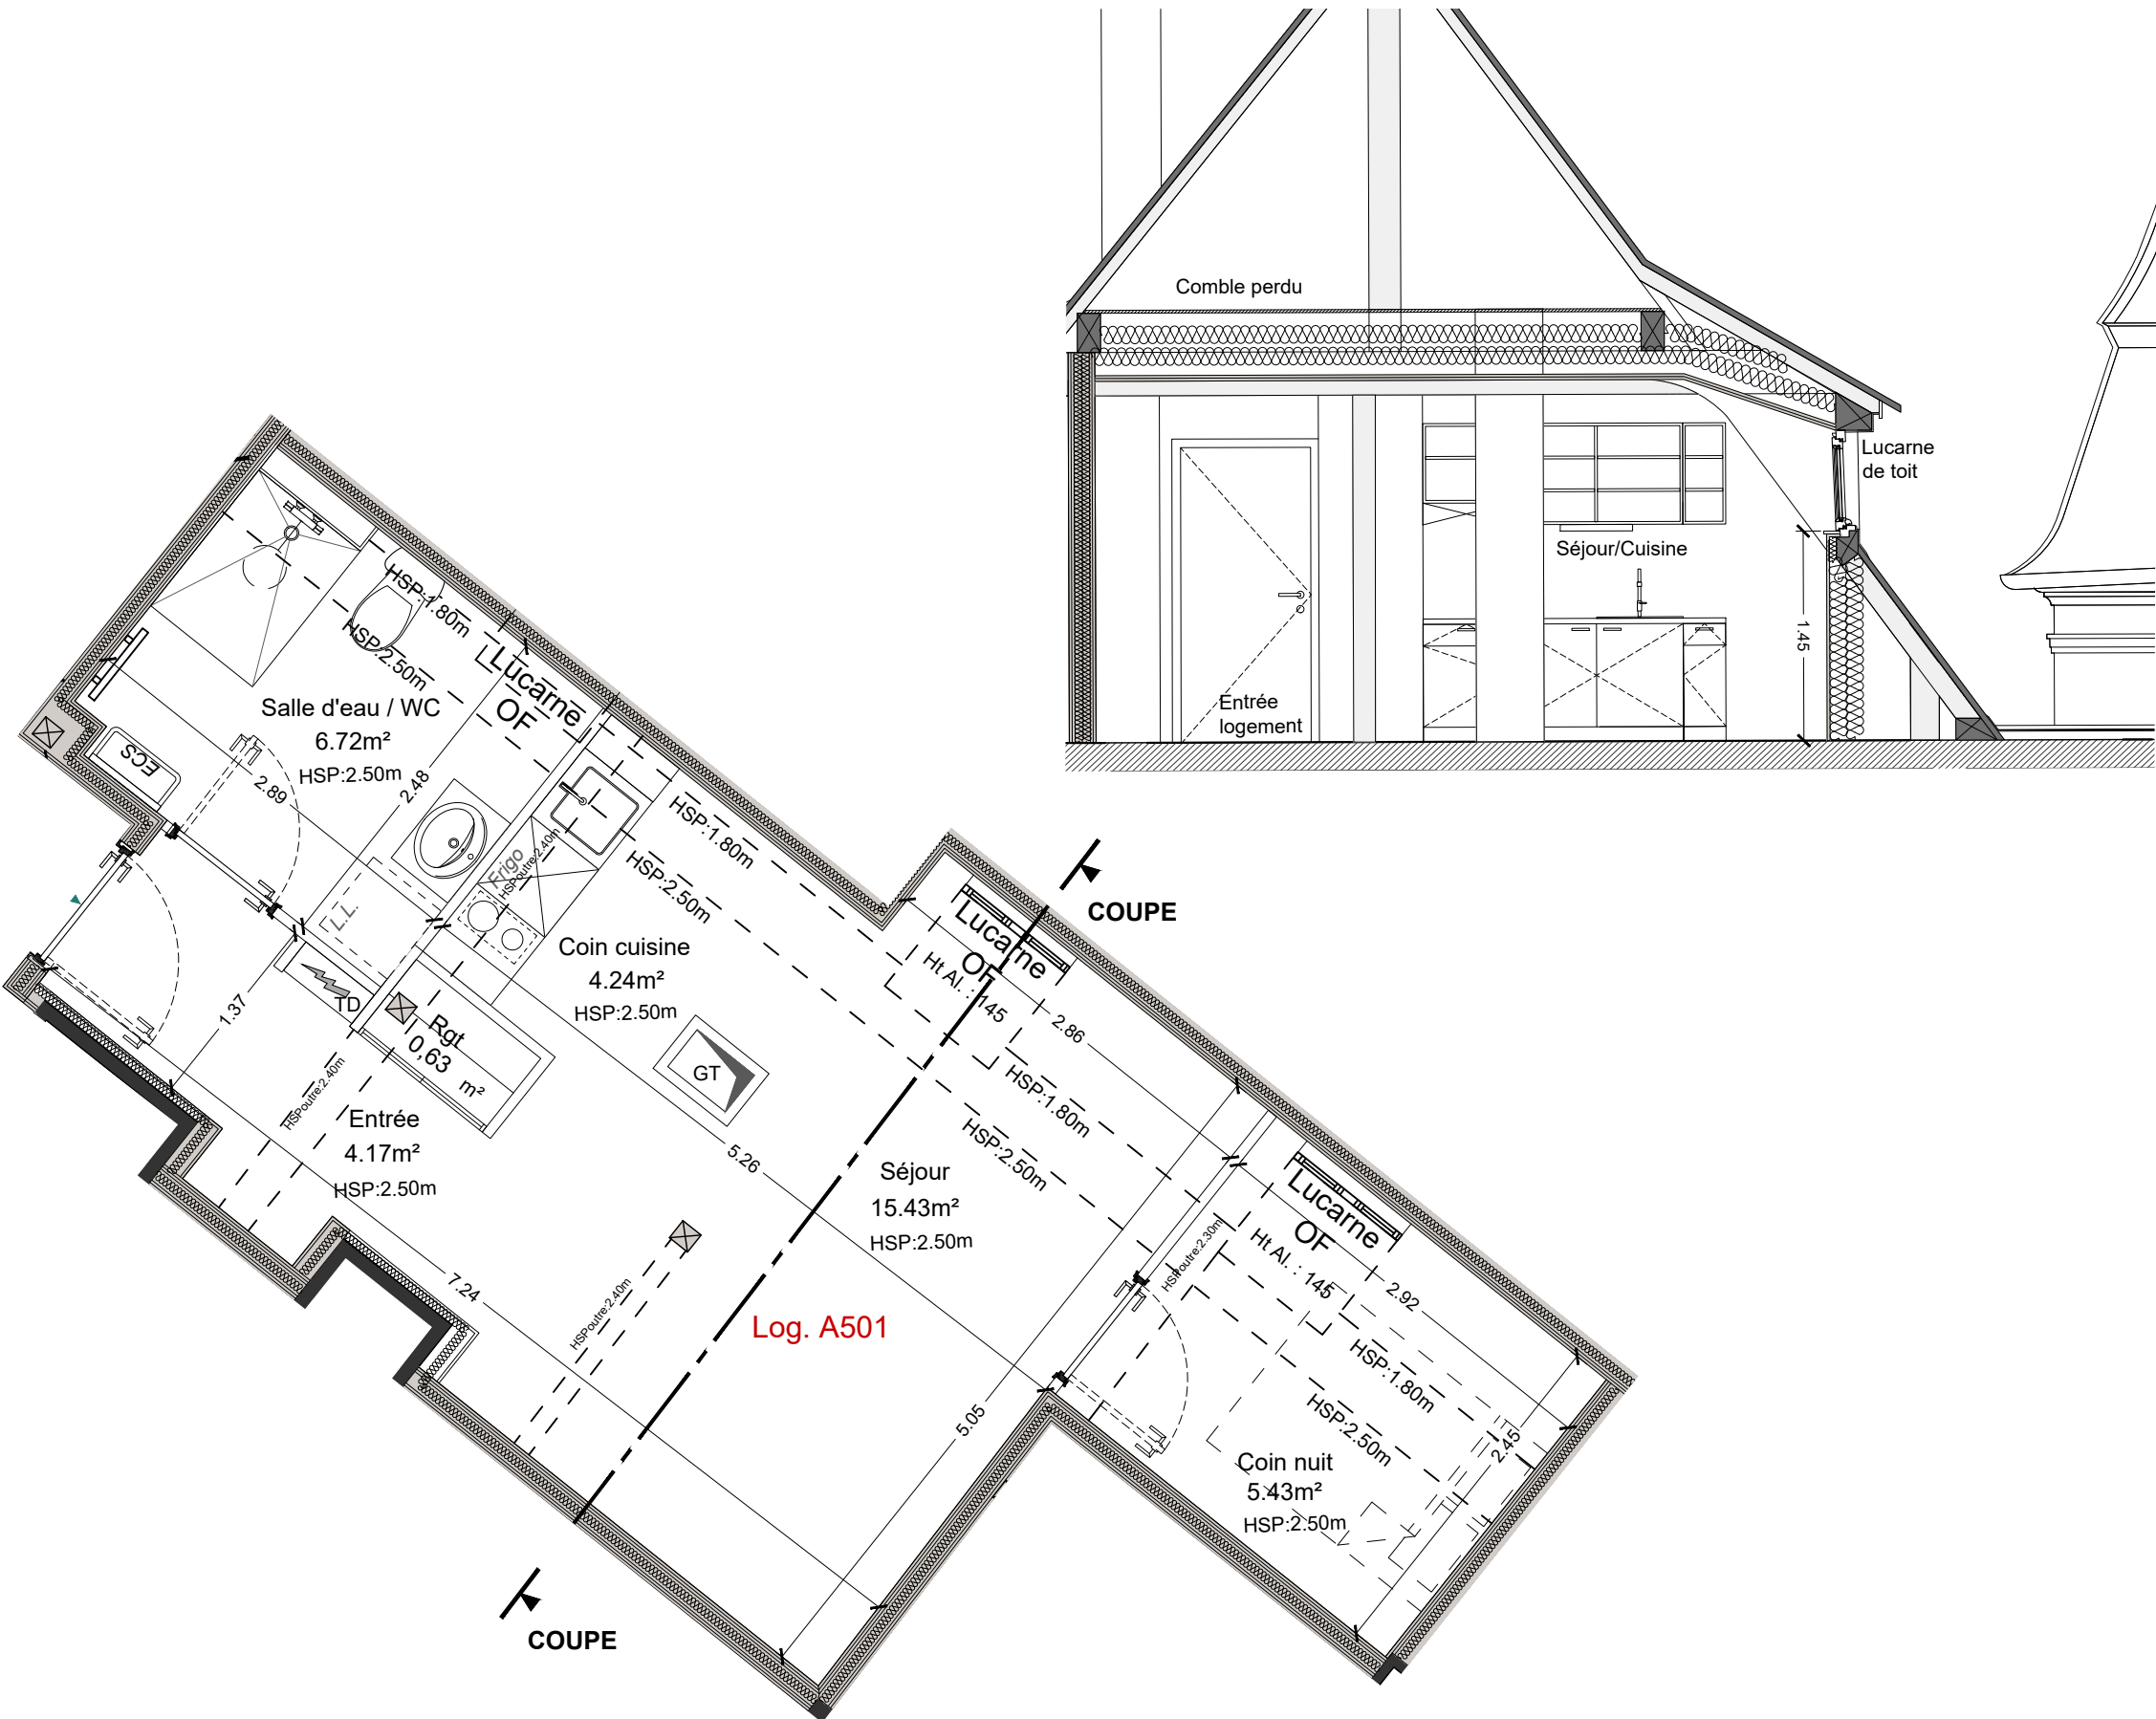 Comble perdu
Lucarne
de toit
Séjour/Cuisine
1.45
Entrée
logement
HSP:1.80m
HSP:2.50m
Lucarne
OF
Salle d'eau / WC
6.72m²
HSP:2.50m
ECS
2.89
2.48
HSP:1.80m
HSP:2.50m
Frigo
HSPoutre:2.40m
L.L.
COUPE
Lucarne
OF
Ht Al. : 145
Coin cuisine
4.24m²
HSP:2.50m
1.37
TD
Rgt
0,63 m²
GT
2.86
HSP:1.80m
HSP:2.50m
HSPoutre:2.40m
Entrée
4.17m²
HSP:2.50m
5.26
Séjour
15.43m²
HSP:2.50m
Lucarne
OF
Ht Al. : 145
HSPoutre:2.30m
2.92
7.24
HSPoutre:2.40m
Log. A501
HSP:1.80m
HSP:2.50m
5.05
2.45
Coin nuit
5.43m²
HSP:2.50m
COUPE